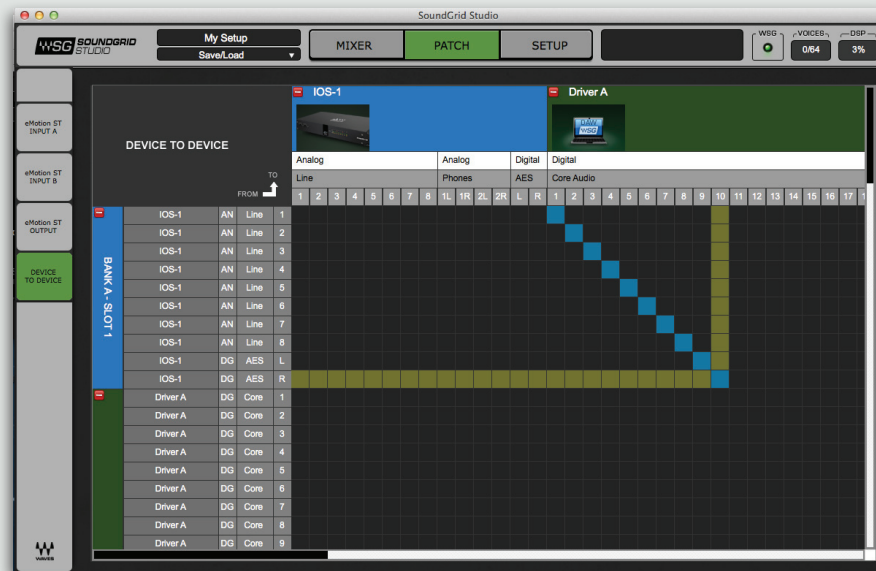 SoundGrid Studio
WSG SOUNDGRID STUDIO
My Setup
Save/Load
MIXER
PATCH
SETUP
WSG
VOICES
0/64
DSP
3%
eMotion ST INPUT A
eMotion ST INPUT B
eMotion ST OUTPUT
DEVICE TO DEVICE
WAVES
DEVICE TO DEVICE
TO
FROM
IOS-1
Driver A
WSG
Analog Analog Digital Digital
Line Phones AES Core Audio
1 2 3 4 5 6 7 8 1L 1R 2L 2R L R 1 2 3 4 5 6 7 8 9 10 11 12 13 14 15 16 17
BANK A - SLOT 1
IOS-1 AN Line 1
IOS-1 AN Line 2
IOS-1 AN Line 3
IOS-1 AN Line 4
IOS-1 AN Line 5
IOS-1 AN Line 6
IOS-1 AN Line 7
IOS-1 AN Line 8
IOS-1 DG AES L
IOS-1 DG AES R
Driver A DG Core 1
Driver A DG Core 2
Driver A DG Core 3
Driver A DG Core 4
Driver A DG Core 5
Driver A DG Core 6
Driver A DG Core 7
Driver A DG Core 8
Driver A DG Core 9